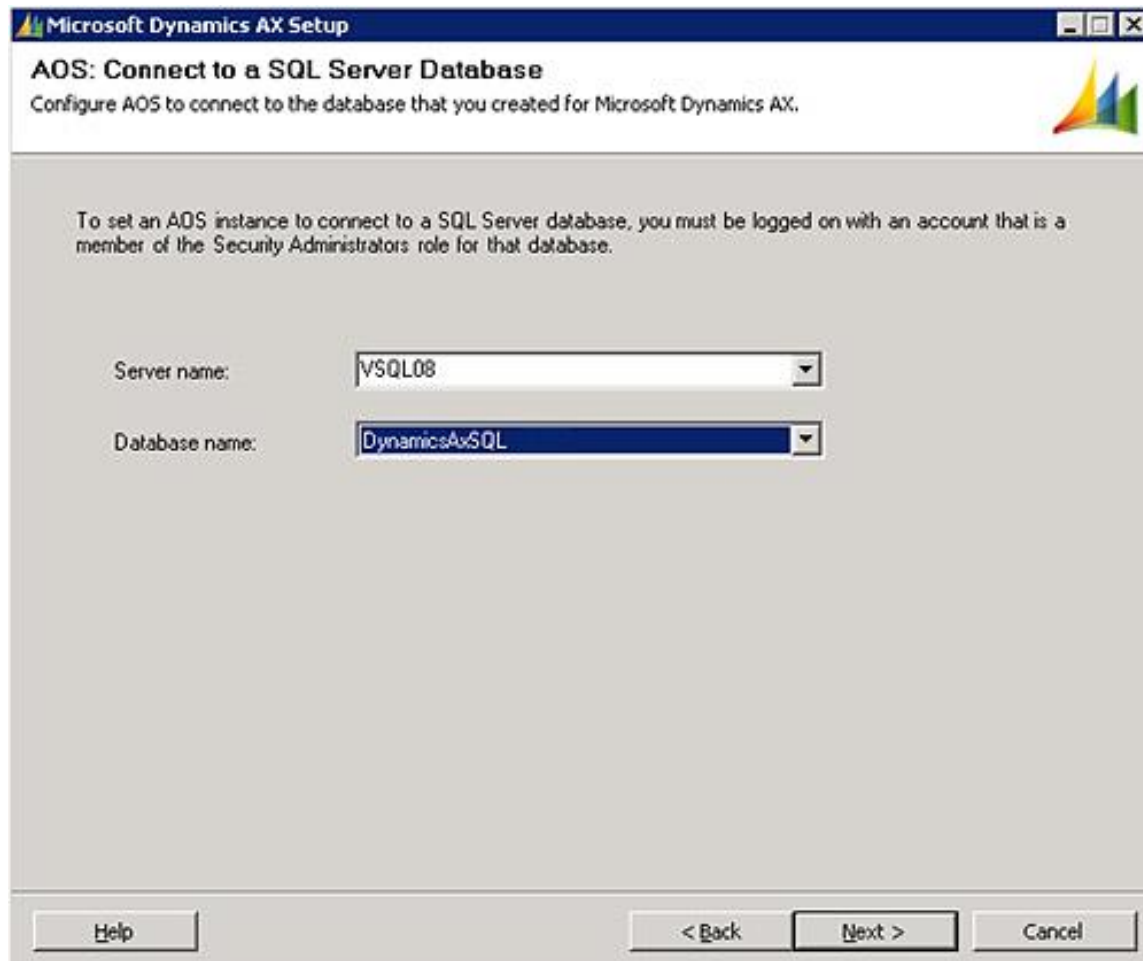 Microsoft Dynamics AX Setup
AOS: Connect to a SQL Server Database
Configure AOS to connect to the database that you created for Microsoft Dynamics AX.
To set an AOS instance to connect to a SQL Server database, you must be logged on with an account that is a
member of the Security Administrators role for that database.
Server name: VSQL08
Database name: DynamicsAxSQL
Help < Back Next > Cancel